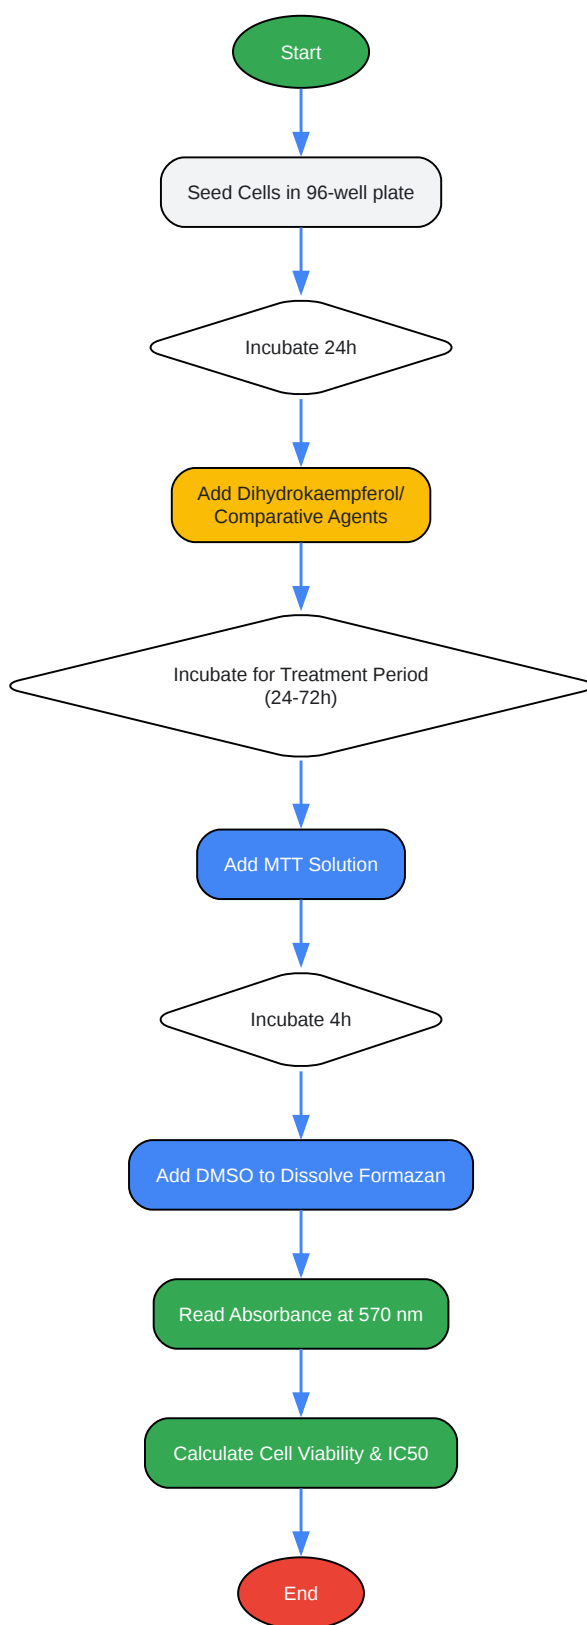 Start
Seed Cells in 96-well plate
Incubate 24h
Add Dihydrokaempferol/
Comparative Agents
Incubate for Treatment Period
(24-72h)
Add MTT Solution
Incubate 4h
Add DMSO to Dissolve Formazan
Read Absorbance at 570 nm
Calculate Cell Viability & IC50
End